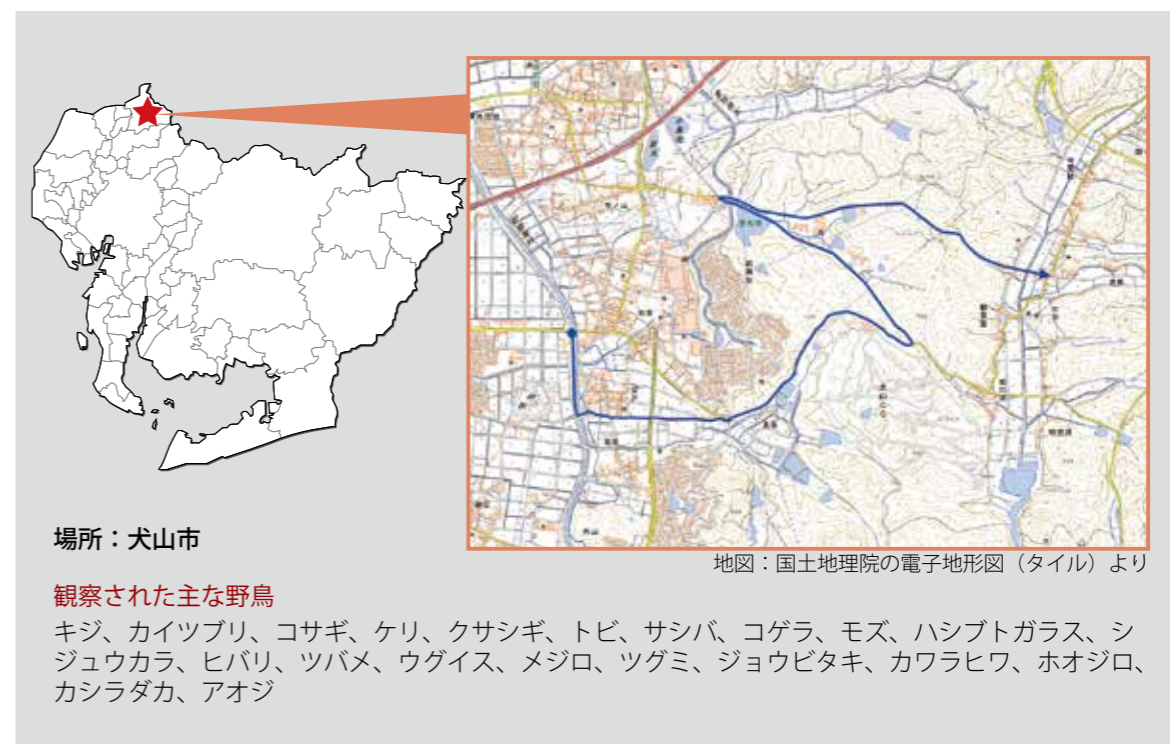 場所：犬山市
地図：国土地理院の電子地形図（タイル）より
観察された主な野鳥
キジ、カイツブリ、コサギ、ケリ、クサシギ、トビ、サシバ、コゲラ、モズ、ハシブトガラス、シ
ジュウカラ、ヒバリ、ツバメ、ウグイス、メジロ、ツグミ、ジョウビタキ、カワラヒワ、ホオジロ、
カシラダカ、アオジ